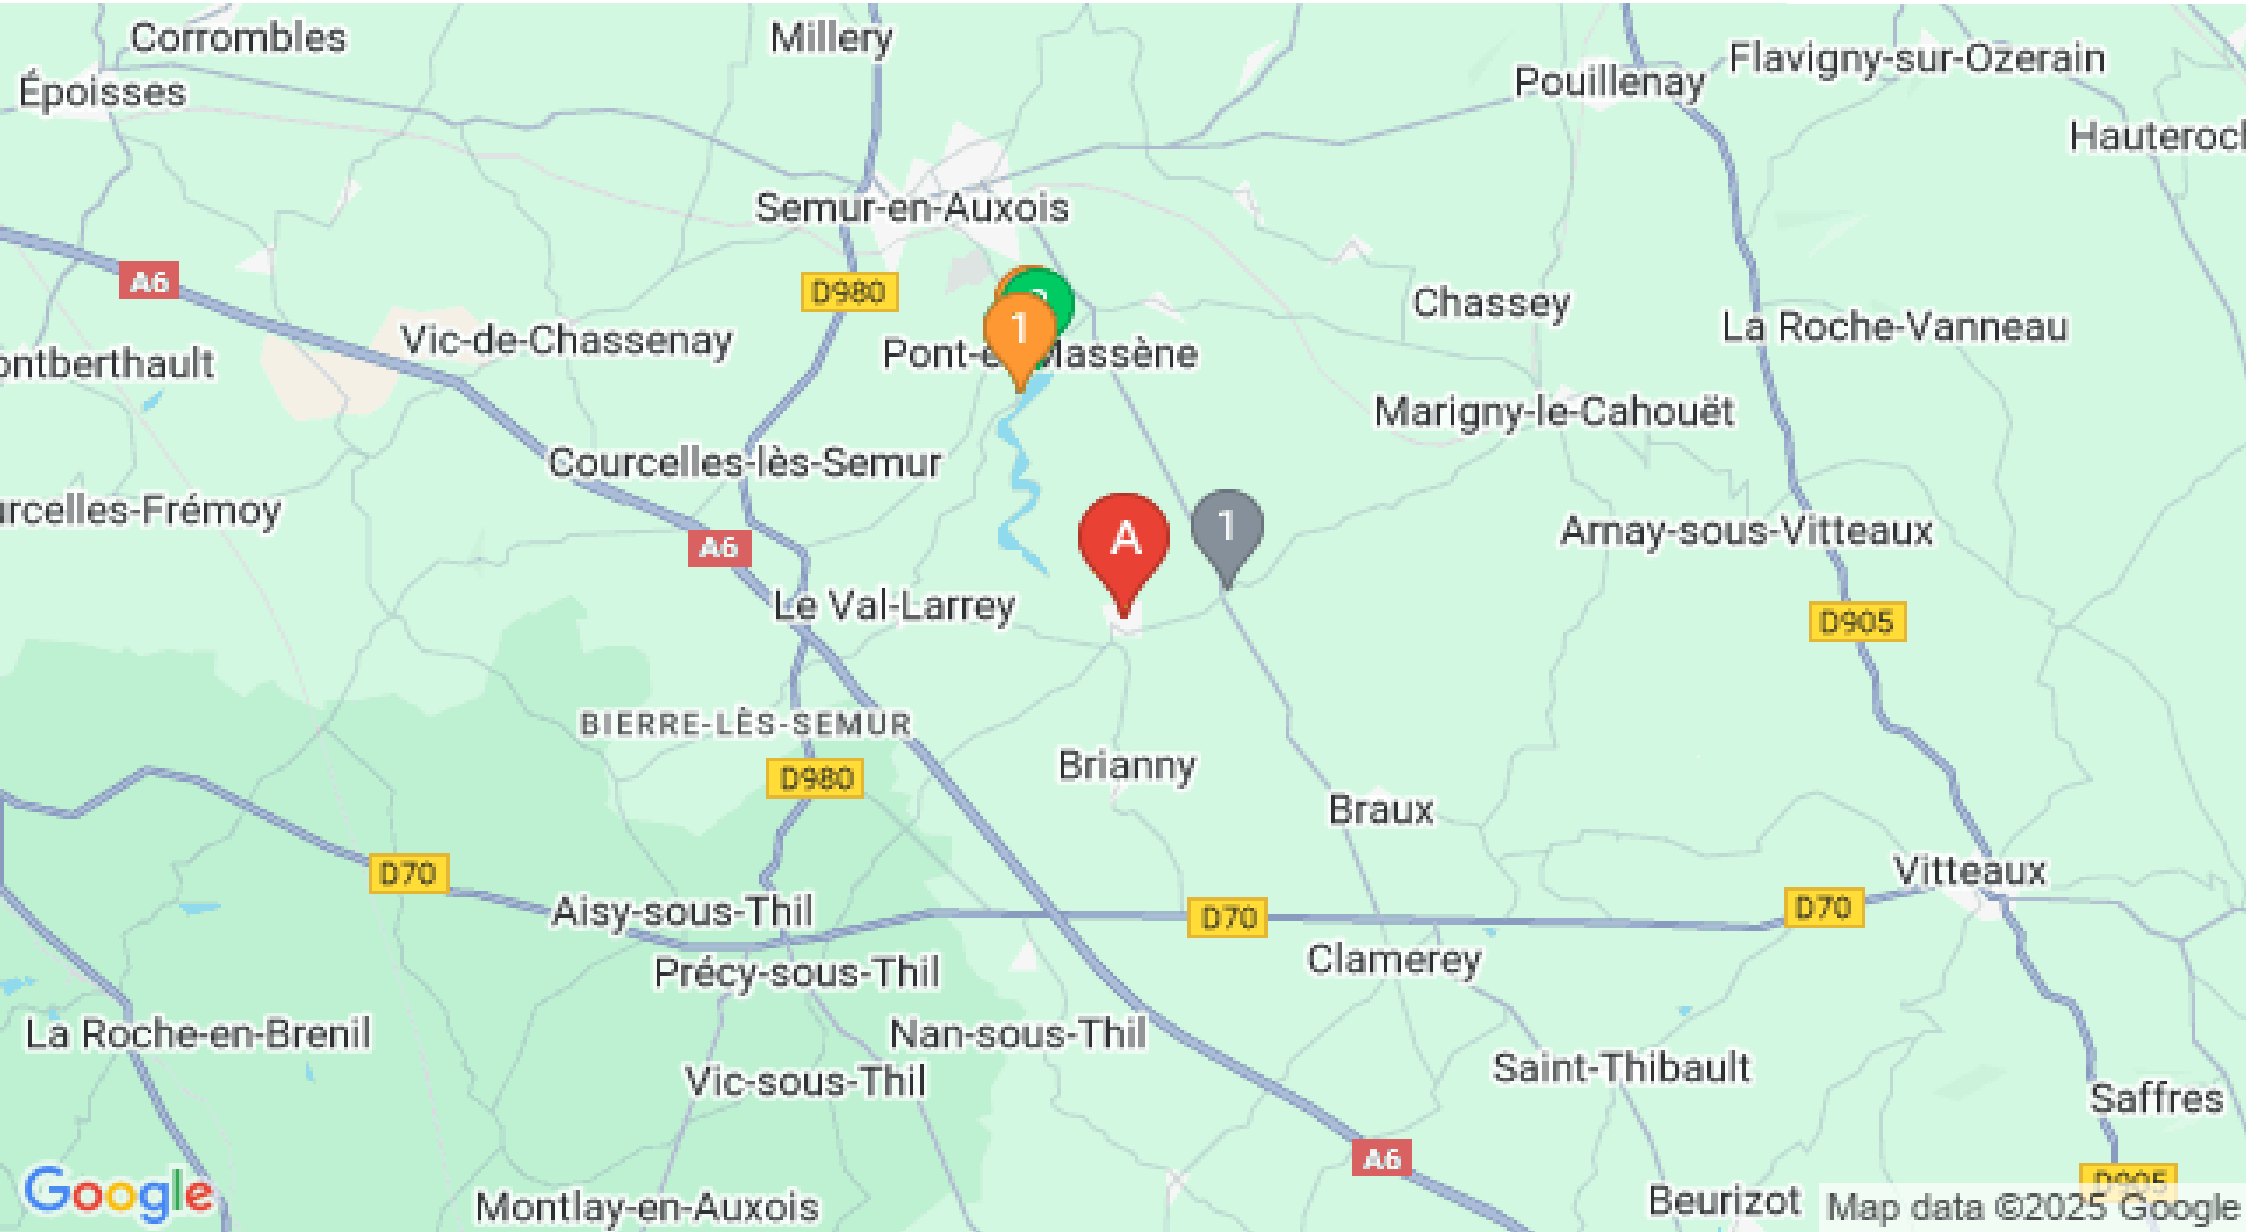 Corrombles
Millery
Flavigny-sur-Ozerain
Pouillenay
Époisses
Semur-en-Auxois
A6
D980
1
Chassey
La Roche-Vanneau
Vic-de-Chassenay
Marigny-le-Cahouët
Courcelles-lès-Semur
A6
A
1
Arnay-sous-Vitteaux
Le Val-Larrey
D905
BIERRE-LÈS-SEMUR
D980
Brianny
Braux
D70
Vitteaux
Aisy-sous-Thil
D70
D70
Précy-sous-Thil
Clamerey
La Roche-en-Brenil
Nan-sous-Thil
Vic-sous-Thil
Saint-Thibault
Saffres
A6
D905
Google
Montlay-en-Auxois
Beurizot
Map data ©2025 Google